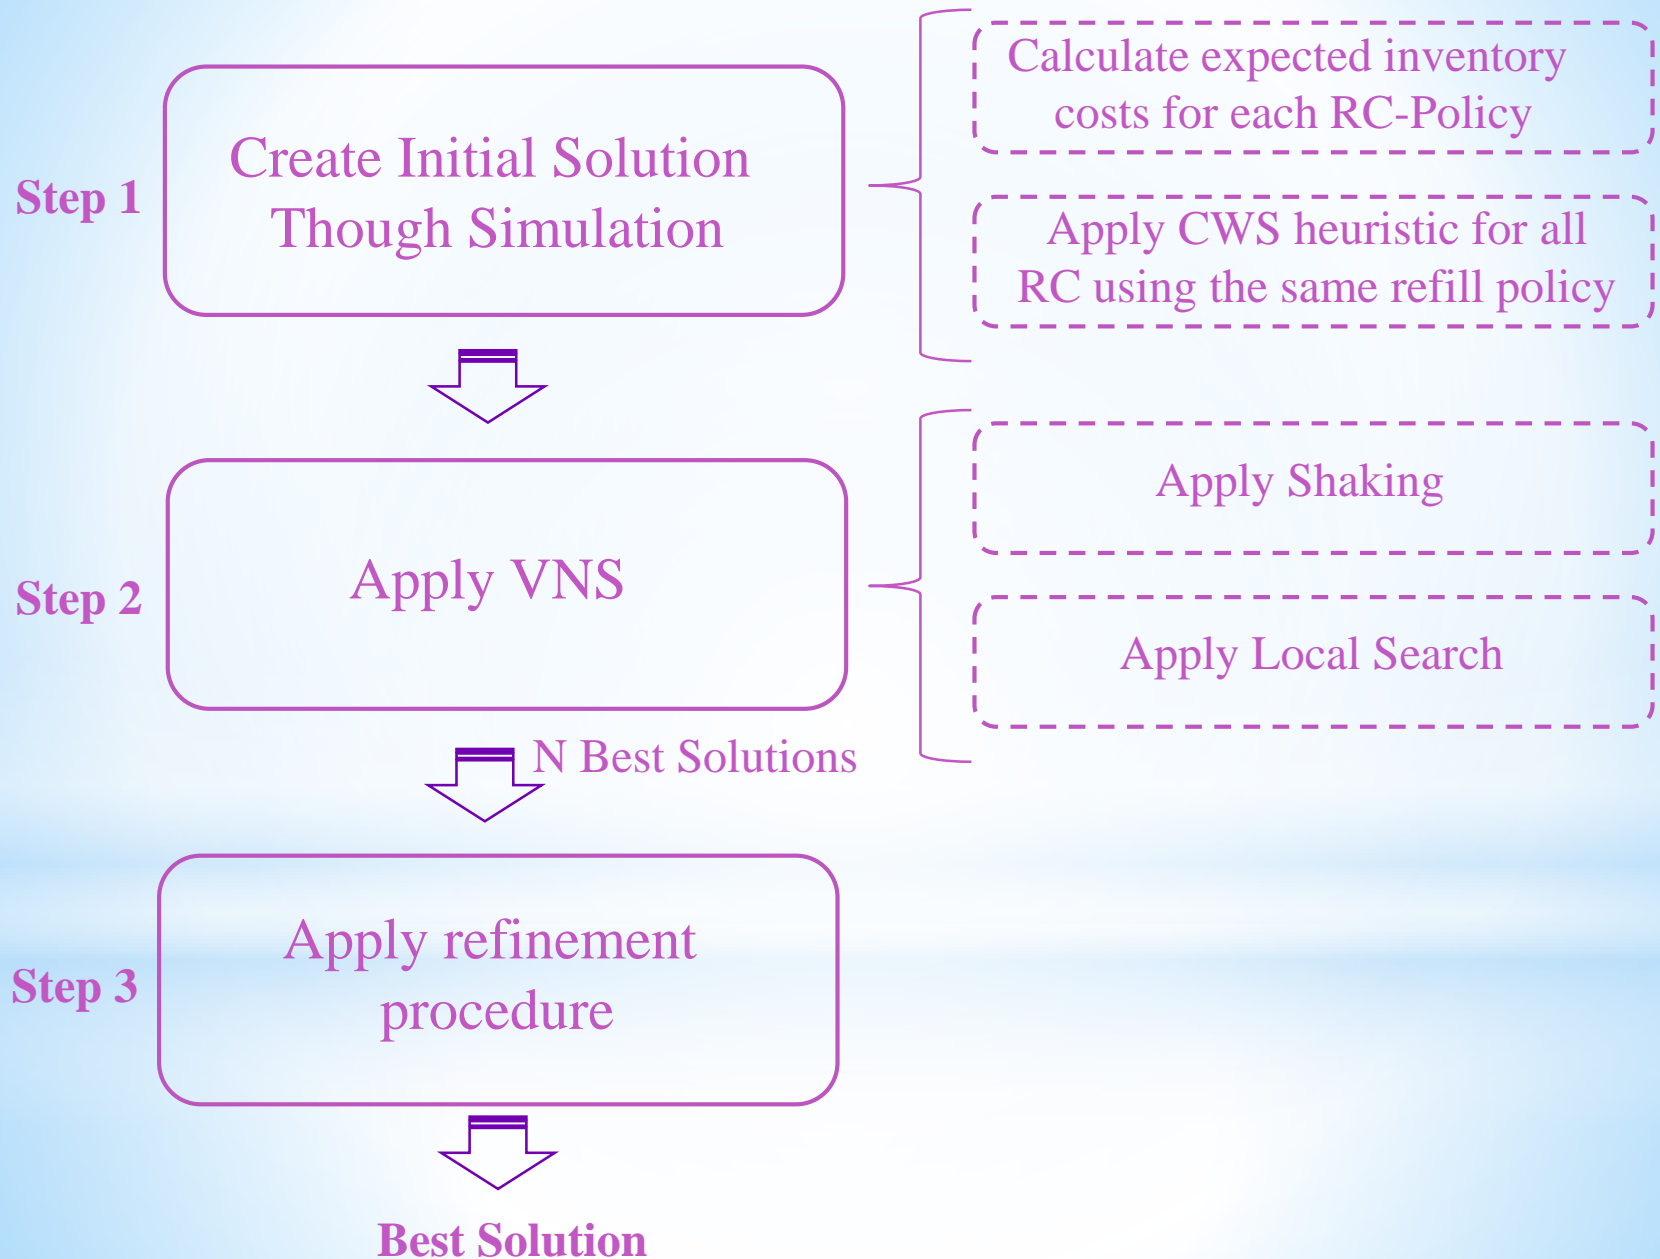 Step 1
Create Initial Solution
Though Simulation
Calculate expected inventory
costs for each RC-Policy
Apply CWS heuristic for all
RC using the same refill policy
Step 2
Apply VNS
Apply Shaking
Apply Local Search
N Best Solutions
Step 3
Apply refinement
procedure
Best Solution